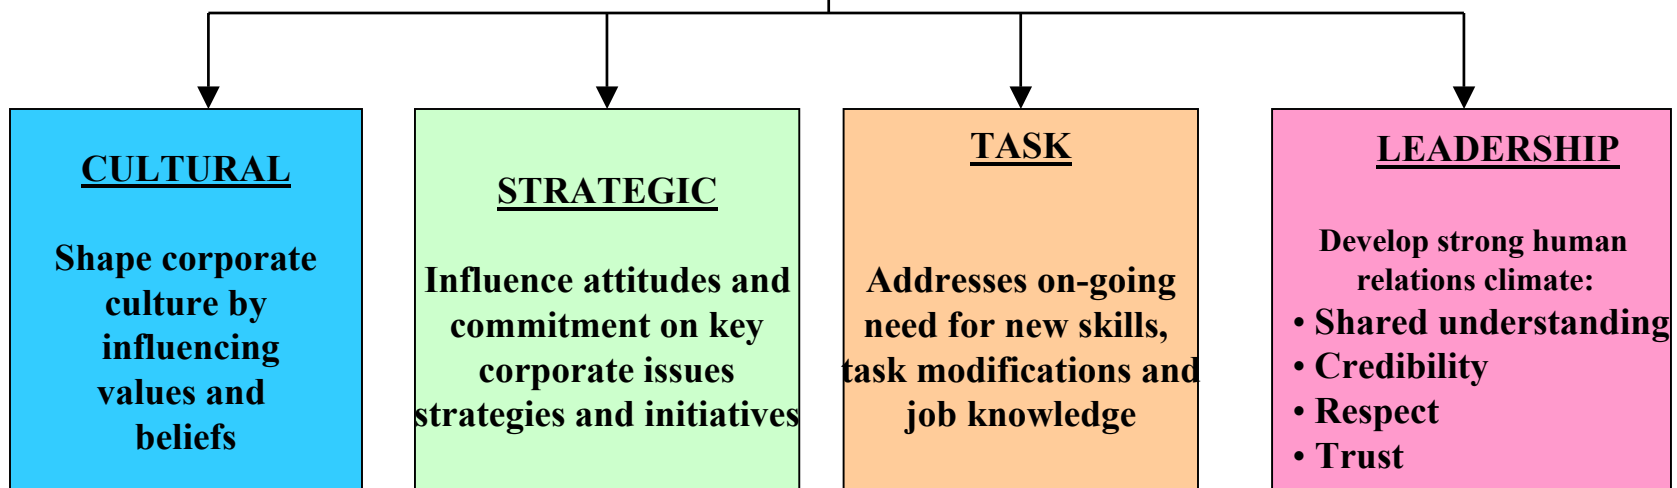 CULTURAL
Shape corporate
culture by
influencing
values and
beliefs
STRATEGIC
Influence attitudes and
commitment on key
corporate issues
strategies and initiatives
TASK
Addresses on-going
need for new skills,
task modifications and
job knowledge
LEADERSHIP
Develop strong human
relations climate:
• Shared understanding
• Credibility
• Respect
• Trust